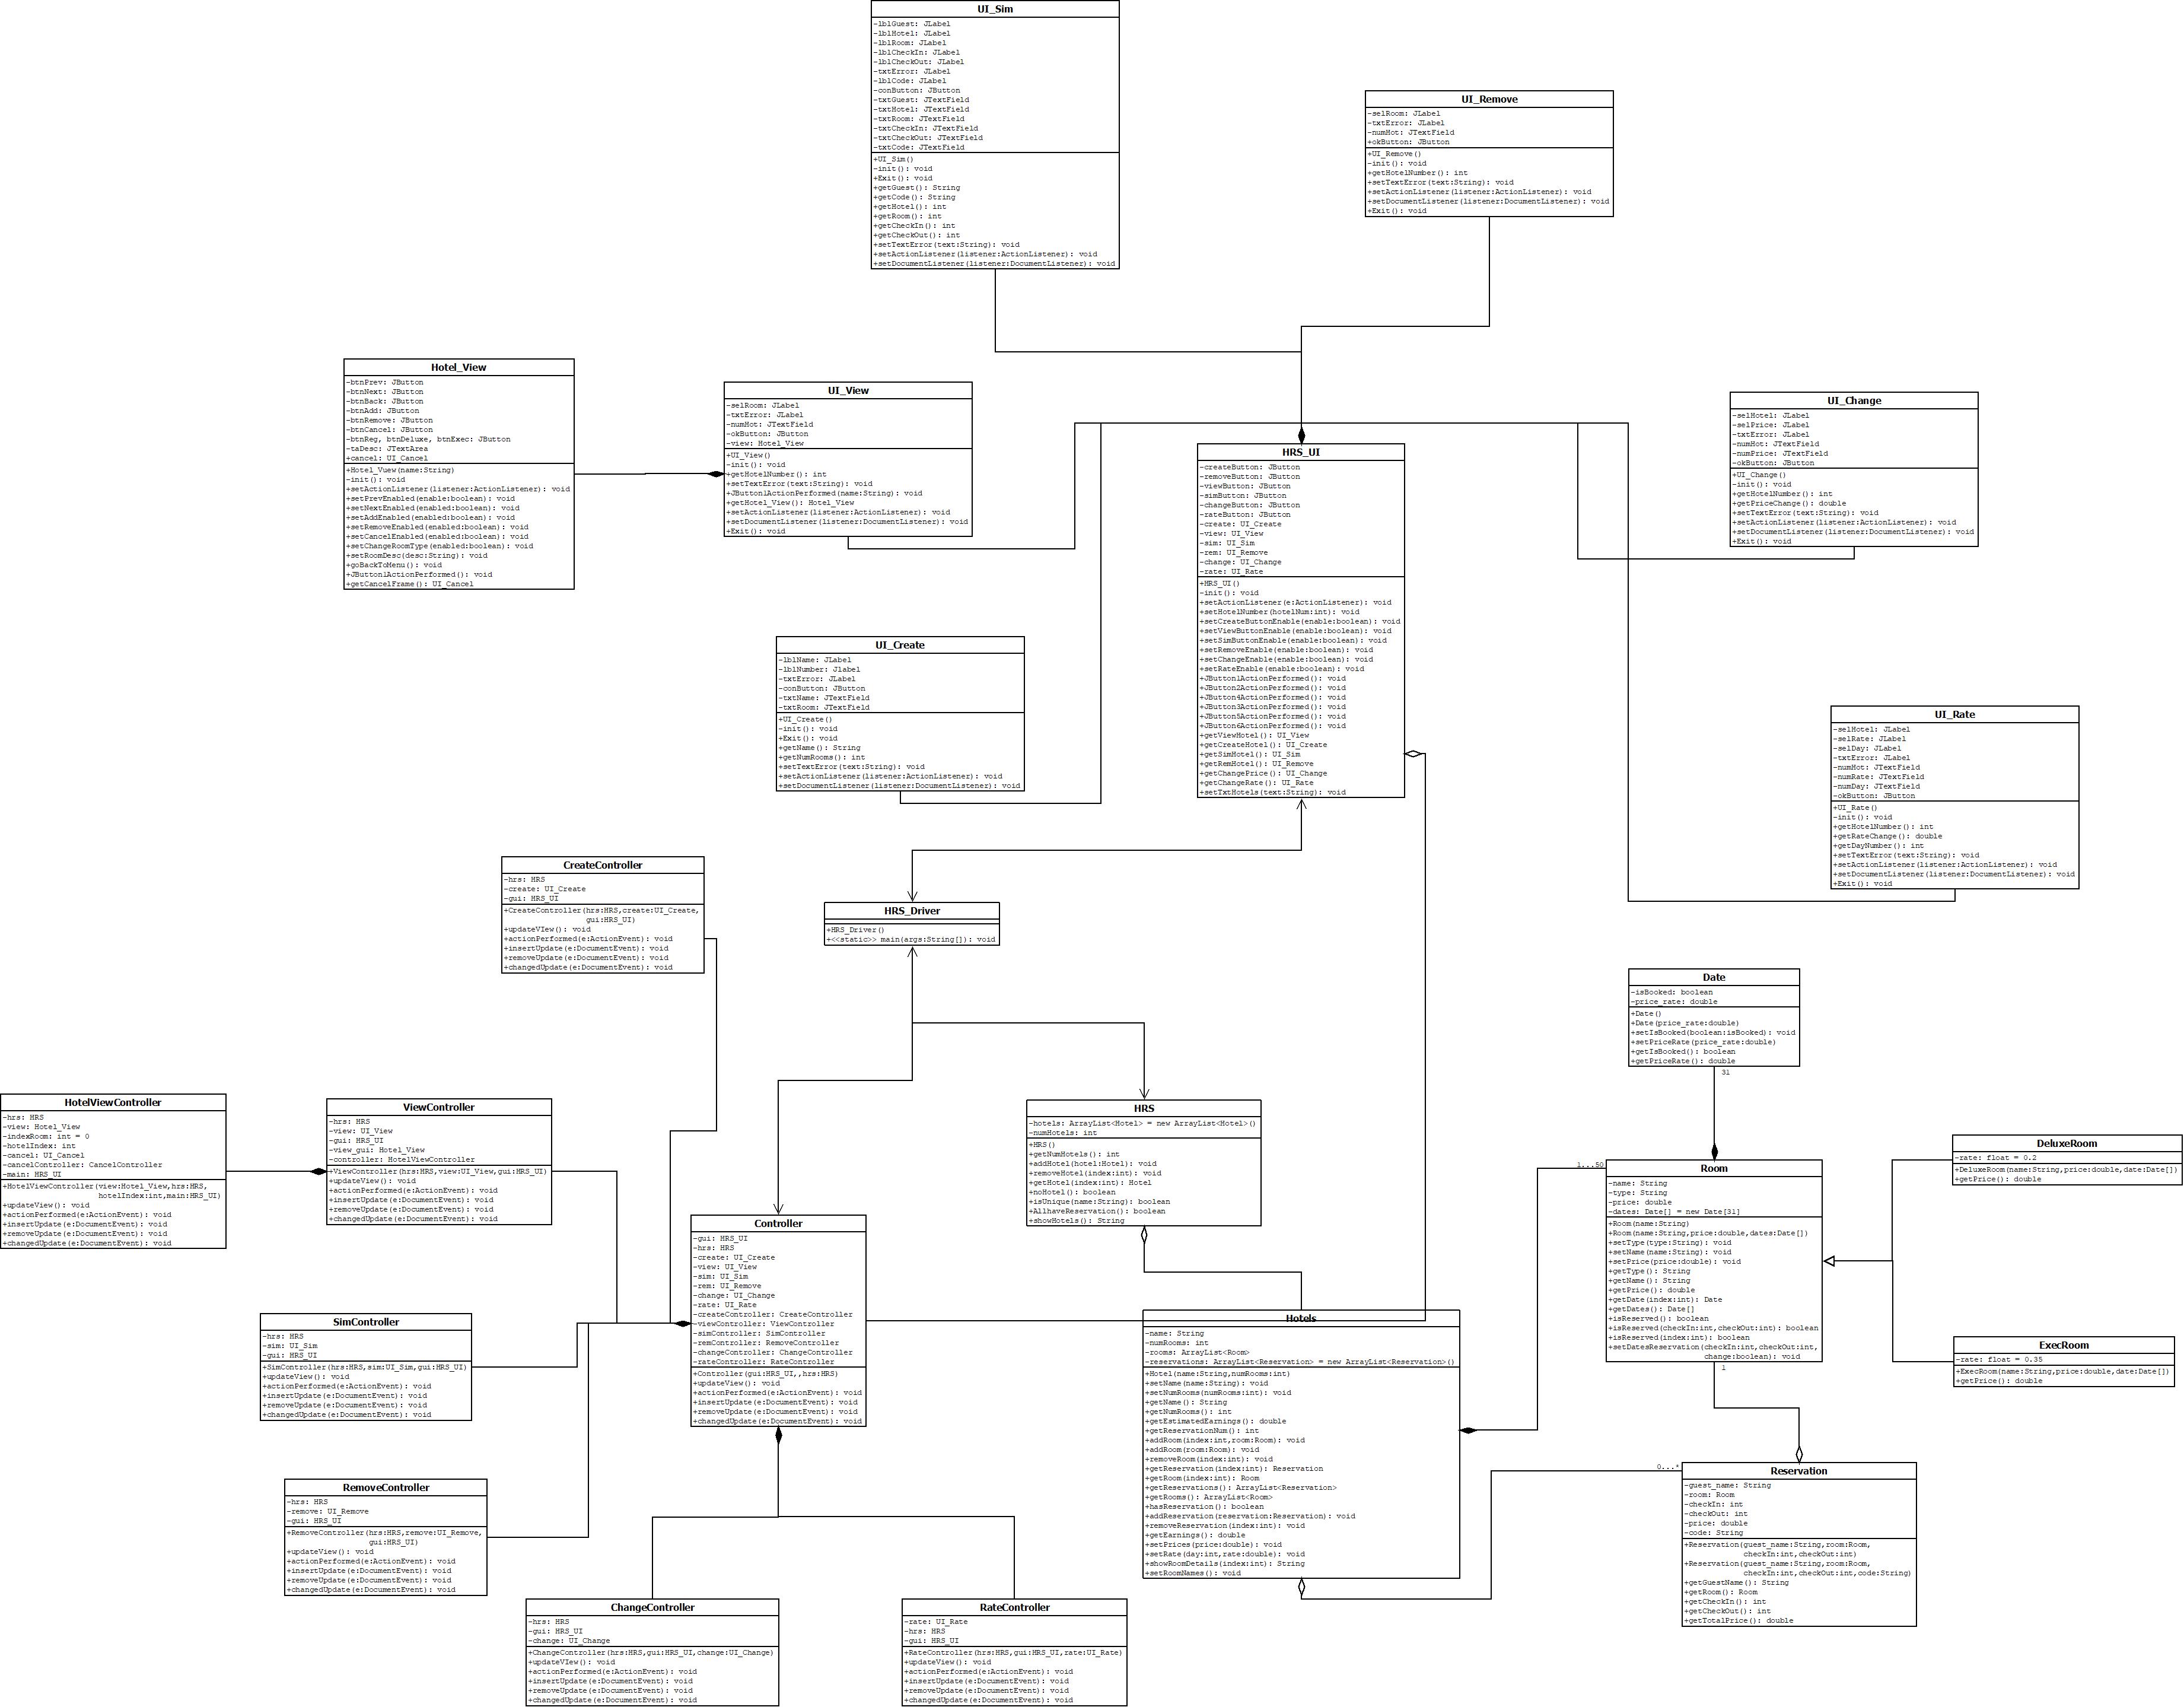 UI_Sim
-lblGuest: JLabel
-lblHotel: JLabel
-lblRoom: JLabel
-lblCheckIn: JLabel
-lblCheckOut: JLabel
-txtError: JLabel
-lblCode: JLabel
-conButton: JButton
-txtGuest: JTextField
-txtHotel: JTextField
-txtRoom: JTextField
-txtCheckIn: JTextField
-txtCheckOut: JTextField
-txtCode: JTextField
+UI_Sim()
-init(): void
+Exit(): void
+getGuest(): String
+getCode(): String
+getHotel(): int
+getRoom(): int
+getCheckIn(): int
+getCheckOut(): int
+setTextError(text:String): void
+setActionListener(listener:ActionListener): void
+setDocumentListener(listener:DocumentListener): void
UI_Remove
-selRoom: JLabel
-txtError: JLabel
-numHot: JTextField
+okButton: JButton
+UI_Remove()
-init(): void
+getHotelNumber(): int
+setTextError(text:String): void
+setActionListener(listener:ActionListener): void
+setDocumentListener(listener:DocumentListener): void
+Exit(): void
Hotel_View
-btnPrev: JButton
-btnNext: JButton
-btnBack: JButton
-btnAdd: JButton
-btnRemove: JButton
-btnCancel: JButton
-btnReg, btnDeluxe, btnExec: JButton
-taDesc: JTextArea
+cancel: UI_Cancel
+Hotel_Vuew(name:String)
-init(): void
+setActionListener(listener:ActionListener): void
+setPrevEnabled(enable:boolean): void
+setNextEnabled(enable:boolean): void
+setAddEnabled(enabled:boolean): void
+setRemoveEnabled(enabled:boolean): void
+setCancelEnabled(enabled:boolean): void
+setChangeRoomType(enabled:boolean): void
+setRoomDesc(desc:String): void
+goBackToMenu(): void
+JButton1ActionPerformed(): void
+getCancelFrame(): UI_Cancel
UI_View
-selRoom: JLabel
-txtError: JLabel
-numHot: JTextField
-okButton: JButton
-view: Hotel_View
+UI_View()
-init(): void
+getHotelNumber(): int
+setTextError(text:String): void
+JButton1ActionPerformed(name:String): void
+getHotel_View(): Hotel_View
+setActionListener(listener:ActionListener): void
+setDocumentListener(listener:DocumentListener): void
+Exit(): void
HRS_UI
-createButton: JButton
-removeButton: JButton
-viewButton: JButton
-simButton: JButton
-changeButton: JButton
-rateButton: JButton
-create: UI_Create
-view: UI_View
-sim: UI_Sim
-rem: UI_Remove
-change: UI_Change
-rate: UI_Rate
+HRS_UI()
-init(): void
+setActionListener(e:ActionListener): void
+setHotelNumber(hotelNum:int): void
+setCreateButtonEnable(enable:boolean): void
+setViewButtonEnable(enable:boolean): void
+setSimButtonEnable(enable:boolean): void
+setRemoveEnable(enable:boolean): void
+setChangeEnable(enable:boolean): void
+setRateEnable(enable:boolean): void
+JButton1ActionPerformed(): void
+JButton2ActionPerformed(): void
+JButton4ActionPerformed(): void
+JButton3ActionPerformed(): void
+JButton5ActionPerformed(): void
+JButton6ActionPerformed(): void
+getViewHotel(): UI_View
+getCreateHotel(): UI_Create
+getSimHotel(): UI_Sim
+getRemHotel(): UI_Remove
+getChangePrice(): UI_Change
+getChangeRate(): UI_Rate
+setTxtHotels(text:String): void
UI_Change
-selHotel: JLabel
-selPrice: JLabel
-txtError: JLabel
-numHot: JTextField
-numPrice: JTextField
-okButton: JButton
+UI_Change()
-init(): void
+getHotelNumber(): int
+getPriceChange(): double
+setTextError(text:String): void
+setActionListener(listener:ActionListener): void
+setDocumentListener(listener:DocumentListener): void
+Exit(): void
UI_Create
-lblName: JLabel
-lblNumber: Jlabel
-txtError: JLabel
-conButton: JButton
-txtName: JTextField
-txtRoom: JTextField
+UI_Create()
-init(): void
+Exit(): void
+getName(): String
+getNumRooms(): int
+setTextError(text:String): void
+setActionListener(listener:ActionListener): void
+setDocumentListener(listener:DocumentListener): void
UI_Rate
-selHotel: JLabel
-selRate: JLabel
-selDay: JLabel
-txtError: JLabel
-numHot: JTextField
-numRate: JTextField
-numDay: JTextField
-okButton: JButton
+UI_Rate()
-init(): void
+getHotelNumber(): int
+getRateChange(): double
+getDayNumber(): int
+setTextError(text:String): void
+setActionListener(listener:ActionListener): void
+setDocumentListener(listener:DocumentListener): void
+Exit(): void
CreateController
-hrs: HRS
-create: UI_Create
-gui: HRS_UI
+CreateController(hrs:HRS,create:UI_Create,
gui:HRS_UI)
+updateVIew(): void
+actionPerformed(e:ActionEvent): void
+insertUpdate(e:DocumentEvent): void
+removeUpdate(e:DocumentEvent): void
+changedUpdate(e:DocumentEvent): void
HRS_Driver
+HRS_Driver()
+<<static>> main(args:String[]): void
Date
-isBooked: boolean
-price_rate: double
+Date()
+Date(price_rate:double)
+setIsBooked(boolean:isBooked): void
+setPriceRate(price_rate:double)
+getIsBooked(): boolean
+getPriceRate(): double
31
HotelViewController
-hrs: HRS
-view: Hotel_View
-indexRoom: int = 0
-hotelIndex: int
-cancel: UI_Cancel
-cancelController: CancelController
-main: HRS_UI
+HotelViewController(view:Hotel_View,hrs:HRS,
hotelIndex:int,main:HRS_UI)
+updateView(): void
+actionPerformed(e:ActionEvent): void
+insertUpdate(e:DocumentEvent): void
+removeUpdate(e:DocumentEvent): void
+changedUpdate(e:DocumentEvent): void
ViewController
-hrs: HRS
-view: UI_View
-gui: HRS_UI
-view_gui: Hotel_View
-controller: HotelViewController
+ViewController(hrs:HRS,view:UI_View,gui:HRS_UI)
+updateView(): void
+actionPerformed(e:ActionEvent): void
+insertUpdate(e:DocumentEvent): void
+removeUpdate(e:DocumentEvent): void
+changedUpdate(e:DocumentEvent): void
HRS
-hotels: ArrayList<Hotel> = new ArrayList<Hotel>()
-numHotels: int
+HRS()
+getNumHotels(): int
+addHotel(hotel:Hotel): void
+removeHotel(index:int): void
+getHotel(index:int): Hotel
+noHotel(): boolean
+isUnique(name:String): boolean
+AllhaveReservation(): boolean
+showHotels(): String
1...50
Room
-name: String
-type: String
-price: double
-dates: Date[] = new Date[31]
+Room(name:String)
+Room(name:String,price:double,dates:Date[])
+setType(type:String): void
+setName(name:String): void
+setPrice(price:double): void
+getType(): String
+getName(): String
+getPrice(): double
+getDate(index:int): Date
+getDates(): Date[]
+isReserved(): boolean
+isReserved(checkIn:int,checkOut:int): boolean
+isReserved(index:int): boolean
+setDatesReservation(checkIn:int,checkOut:int,
change:boolean): void
1
DeluxeRoom
-rate: float = 0.2
+DeluxeRoom(name:String,price:double,date:Date[])
+getPrice(): double
ExecRoom
-rate: float = 0.35
+ExecRoom(name:String,price:double,date:Date[])
+getPrice(): double
Controller
-gui: HRS_UI
-hrs: HRS
-create: UI_Create
-view: UI_View
-sim: UI_Sim
-rem: UI_Remove
-change: UI_Change
-rate: UI_Rate
-createController: CreateController
-viewController: ViewController
-simController: SimController
-remController: RemoveController
-changeController: ChangeController
-rateController: RateController
+Controller(gui:HRS_UI,,hrs:HRS)
+updateView(): void
+actionPerformed(e:ActionEvent): void
+insertUpdate(e:DocumentEvent): void
+removeUpdate(e:DocumentEvent): void
+changedUpdate(e:DocumentEvent): void
SimController
-hrs: HRS
-sim: UI_Sim
-gui: HRS_UI
+SimController(hrs:HRS,sim:UI_Sim,gui:HRS_UI)
+updateView(): void
+actionPerformed(e:ActionEvent): void
+insertUpdate(e:DocumentEvent): void
+removeUpdate(e:DocumentEvent): void
+changedUpdate(e:DocumentEvent): void
Hotels
-name: String
-numRooms: int
-rooms: ArrayList<Room>
-reservations: ArrayList<Reservation> = new ArrayList<Reservation>()
+Hotel(name:String,numRooms:int)
+setName(name:String): void
+setNumRooms(numRooms:int): void
+getName(): String
+getNumRooms(): int
+getEstimatedEarnings(): double
+getReservationNum(): int
+addRoom(index:int,room:Room): void
+addRoom(room:Room): void
+removeRoom(index:int): void
+getReservation(index:int): Reservation
+getRoom(index:int): Room
+getReservations(): ArrayList<Reservation>
+getRooms(): ArrayList<Room>
+hasReservation(): boolean
+addReservation(reservation:Reservation): void
+removeReservation(index:int): void
+getEarnings(): double
+setPrices(price:double): void
+setRate(day:int,rate:double): void
+showRoomDetails(index:int): String
+setRoomNames(): void
0...*
Reservation
-guest_name: String
-room: Room
-checkIn: int
-checkOut: int
-price: double
-code: String
+Reservation(guest_name:String,room:Room,
checkIn:int,checkOut:int)
+Reservation(guest_name:String,room:Room,
checkIn:int,checkOut:int,code:String)
+getGuestName(): String
+getRoom(): Room
+getCheckIn(): int
+getCheckOut(): int
+getTotalPrice(): double
RemoveController
-hrs: HRS
-remove: UI_Remove
-gui: HRS_UI
+RemoveController(hrs:HRS,remove:UI_Remove,
gui:HRS_UI)
+updateView(): void
+actionPerformed(e:ActionEvent): void
+insertUpdate(e:DocumentEvent): void
+removeUpdate(e:DocumentEvent): void
+changedUpdate(e:DocumentEvent): void
ChangeController
-hrs: HRS
-gui: HRS_UI
-change: UI_Change
+ChangeController(hrs:HRS,gui:HRS_UI,change:UI_Change)
+updateVIew(): void
+actionPerformed(e:ActionEvent): void
+insertUpdate(e:DocumentEvent): void
+removeUpdate(e:DocumentEvent): void
+changedUpdate(e:DocumentEvent): void
RateController
-rate: UI_Rate
-hrs: HRS
-gui: HRS_UI
+RateController(hrs:HRS,gui:HRS_UI,rate:UI_Rate)
+updateView(): void
+actionPerformed(e:ActionEvent): void
+insertUpdate(e:DocumentEvent): void
+removeUpdate(e:DocumentEvent): void
+changedUpdate(e:DocumentEvent): void